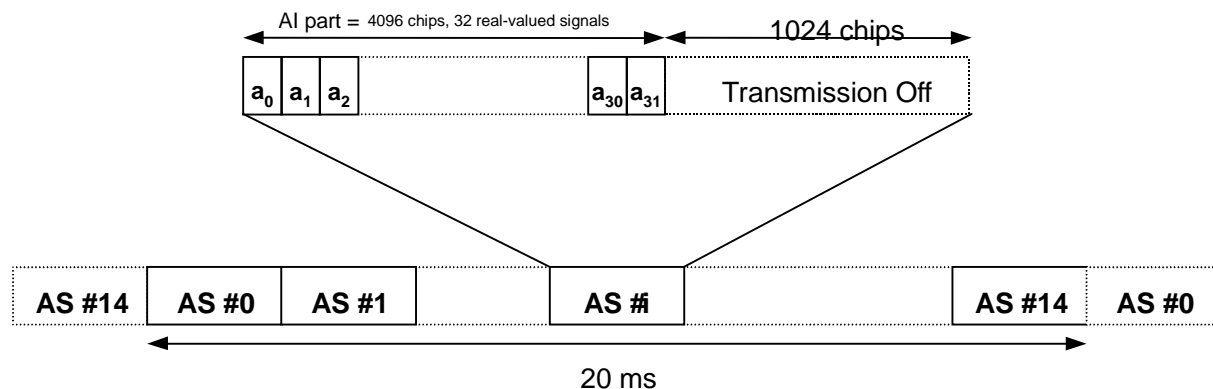 AI part = 4096 chips, 32 real-valued signals
1024 chips
a0 a1 a2 a30 a31 Transmission Off
AS #14 AS #0 AS #1 AS #i AS #14 AS #0
20 ms